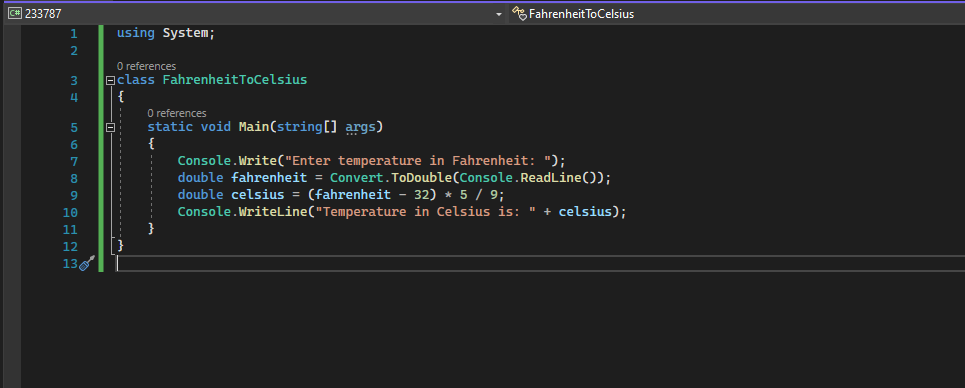 C# 233787 FahrenheitToCelsius
1 using System;
2
0 references
3 class FahrenheitToCelsius
4 {
0 references
5 static void Main(string[] args)
6 {
7 Console.Write("Enter temperature in Fahrenheit: ");
8 double fahrenheit = Convert.ToDouble(Console.ReadLine());
9 double celsius = (fahrenheit - 32) * 5 / 9;
10 Console.WriteLine("Temperature in Celsius is: " + celsius);
11 }
12 }
13